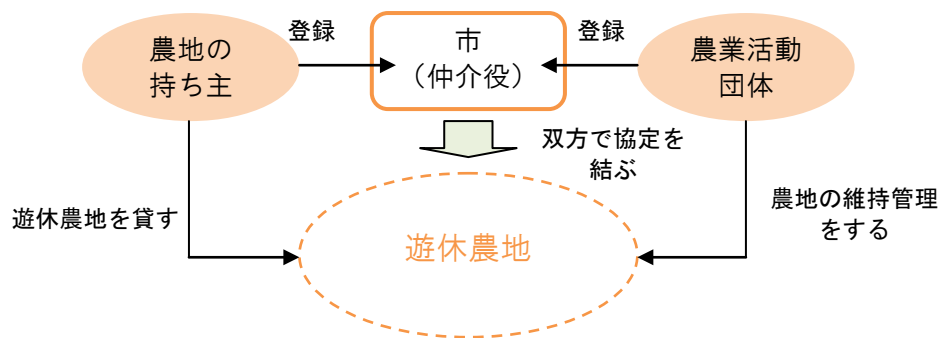 登録
市
登録
農地の
持ち主
（仲介役）
農業活動
団体
双方で協定を
結ぶ
遊休農地を貸す
農地の維持管理
をする
遊休農地